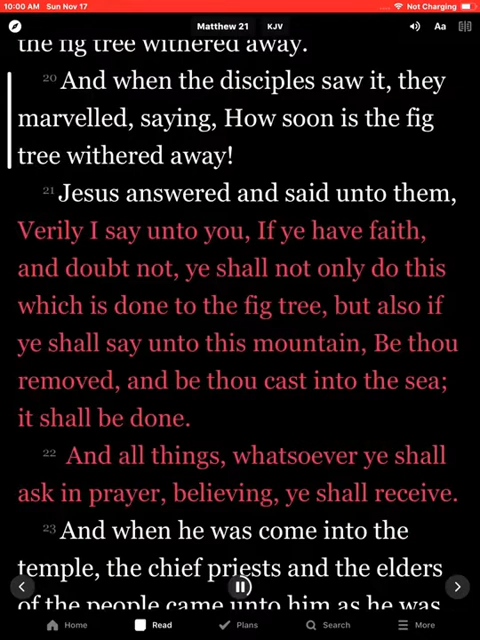 10:00 AM Sun Nov 17
Not Charging
Matthew 21 KJV Aa
the fig tree withered away.
20 And when the disciples saw it, they
marvelled, saying, How soon is the fig
tree withered away!
21 Jesus answered and said unto them,
Verily I say unto you, If ye have faith,
and doubt not, ye shall not only do this
which is done to the fig tree, but also if
ye shall say unto this mountain, Be thou
removed, and be thou cast into the sea;
it shall be done.
22 And all things, whatsoever ye shall
ask in prayer, believing, ye shall receive.
23 And when he was come into the
temple, the chief priests and the elders
of the people came unto him as he was
Home Read Plans Search More